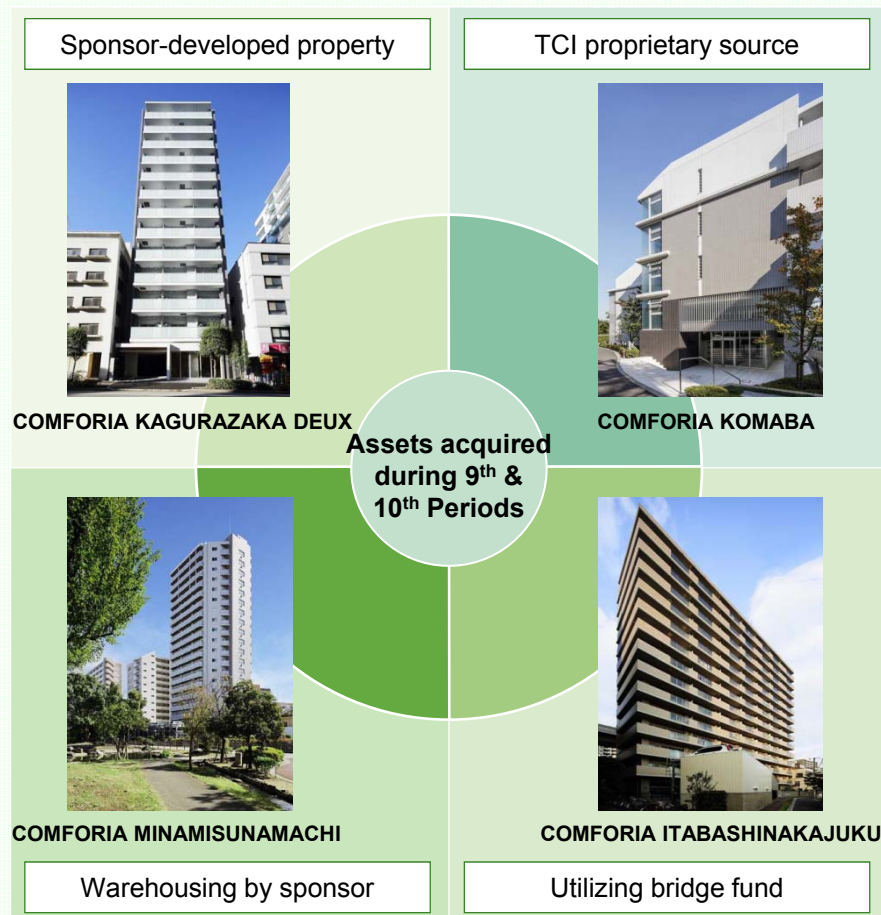 Sponsor-developed property
TCI proprietary source
COMFORIA KAGURAZAKA DEUX
COMFORIA KOMABA
Assets acquired
during 9th &
10th Periods
COMFORIA MINAMISUNAMACHI
COMFORIA ITABASHINAKAJUKU
Warehousing by sponsor
Utilizing bridge fund